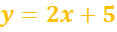 y = 2x + 5